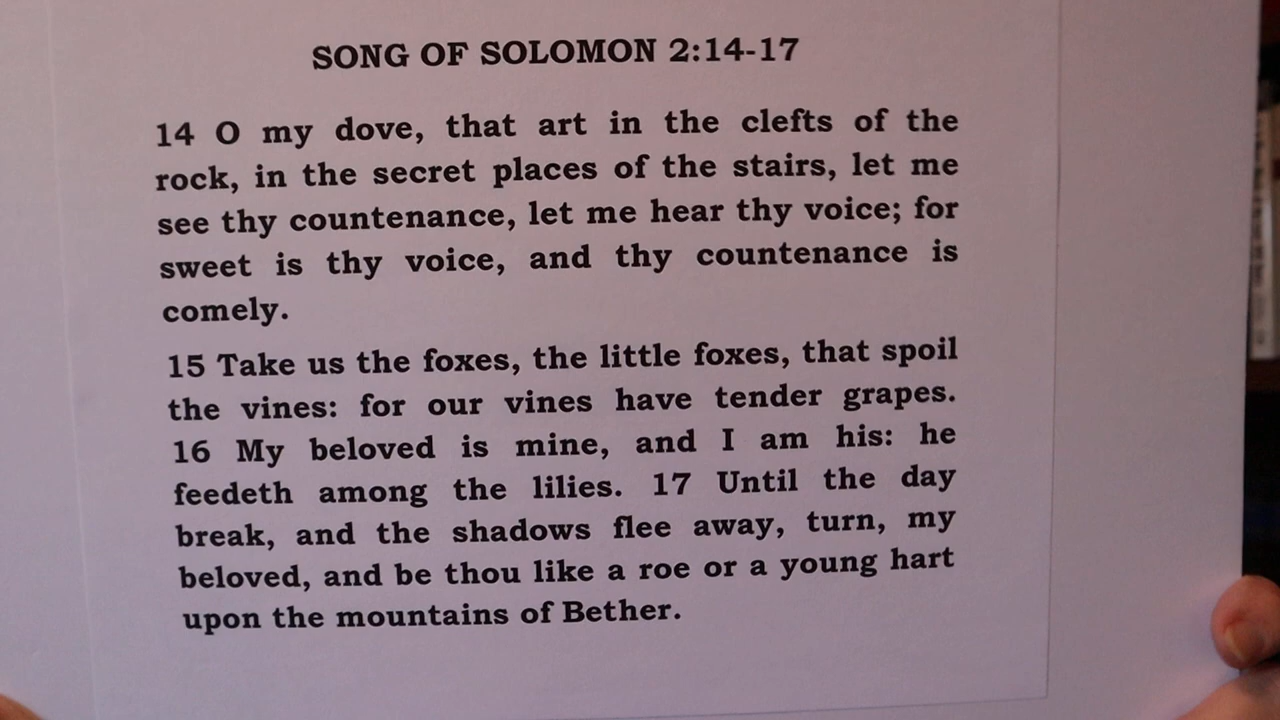 SONG OF SOLOMON 2:14-17
14 O my dove, that art in the clefts of the
rock, in the secret places of the stairs, let me
see thy countenance, let me hear thy voice; for
sweet is thy voice, and thy countenance is
comely.
15 Take us the foxes, the little foxes, that spoil
the vines: for our vines have tender grapes.
16 My beloved is mine, and I am his: he
feedeth among the lilies. 17 Until the day
break, and the shadows flee away, turn, my
beloved, and be thou like a roe or a young hart
upon the mountains of Bether.